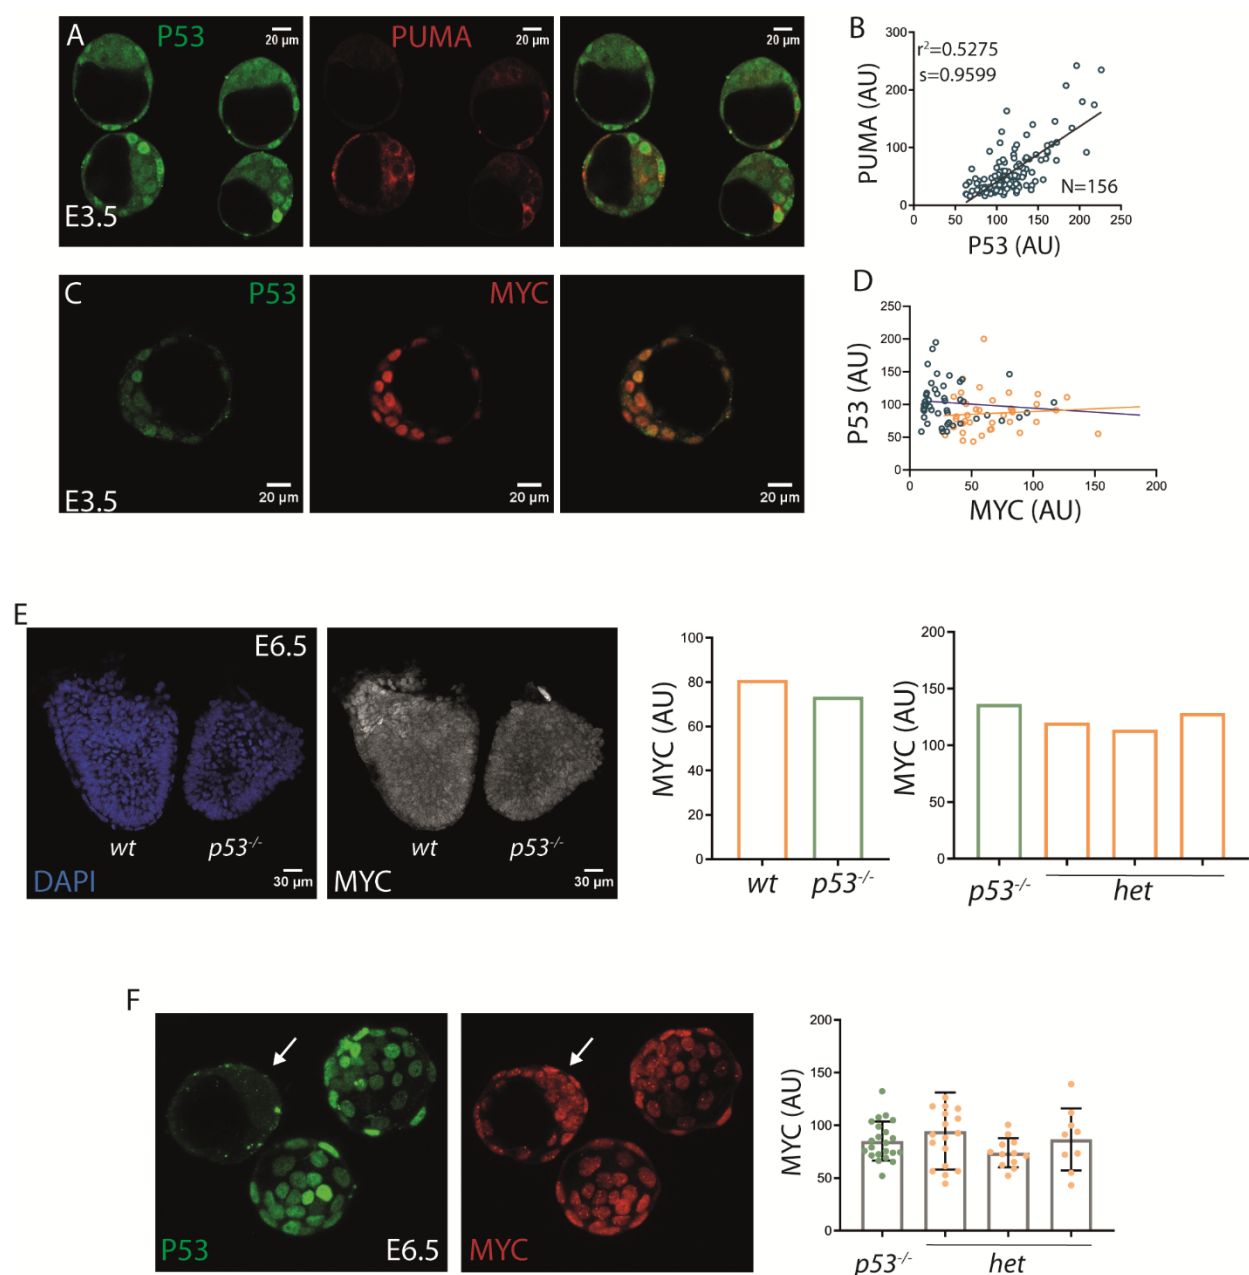 A P53 20 µm
PUMA 20 µm
20 µm
E3.5
B
r²=0.5275
s=0.9599
N=156
PUMA (AU)
300
200
100
0
0 50 100 150 200 250
P53 (AU)
C P53
MYC
E3.5 20 µm
20 µm
20 µm
D
P53 (AU)
250
200
150
100
50
0
0 50 100 150 200
MYC (AU)
E
E6.5
wt p53-/-
DAPI 30 µm
wt p53-/-
MYC 30 µm
MYC (AU)
100
80
60
40
20
0
wt p53-/-
MYC (AU)
200
150
100
50
0
p53-/- het
F
P53 E6.5
MYC
MYC (AU)
200
150
100
50
0
p53-/- het